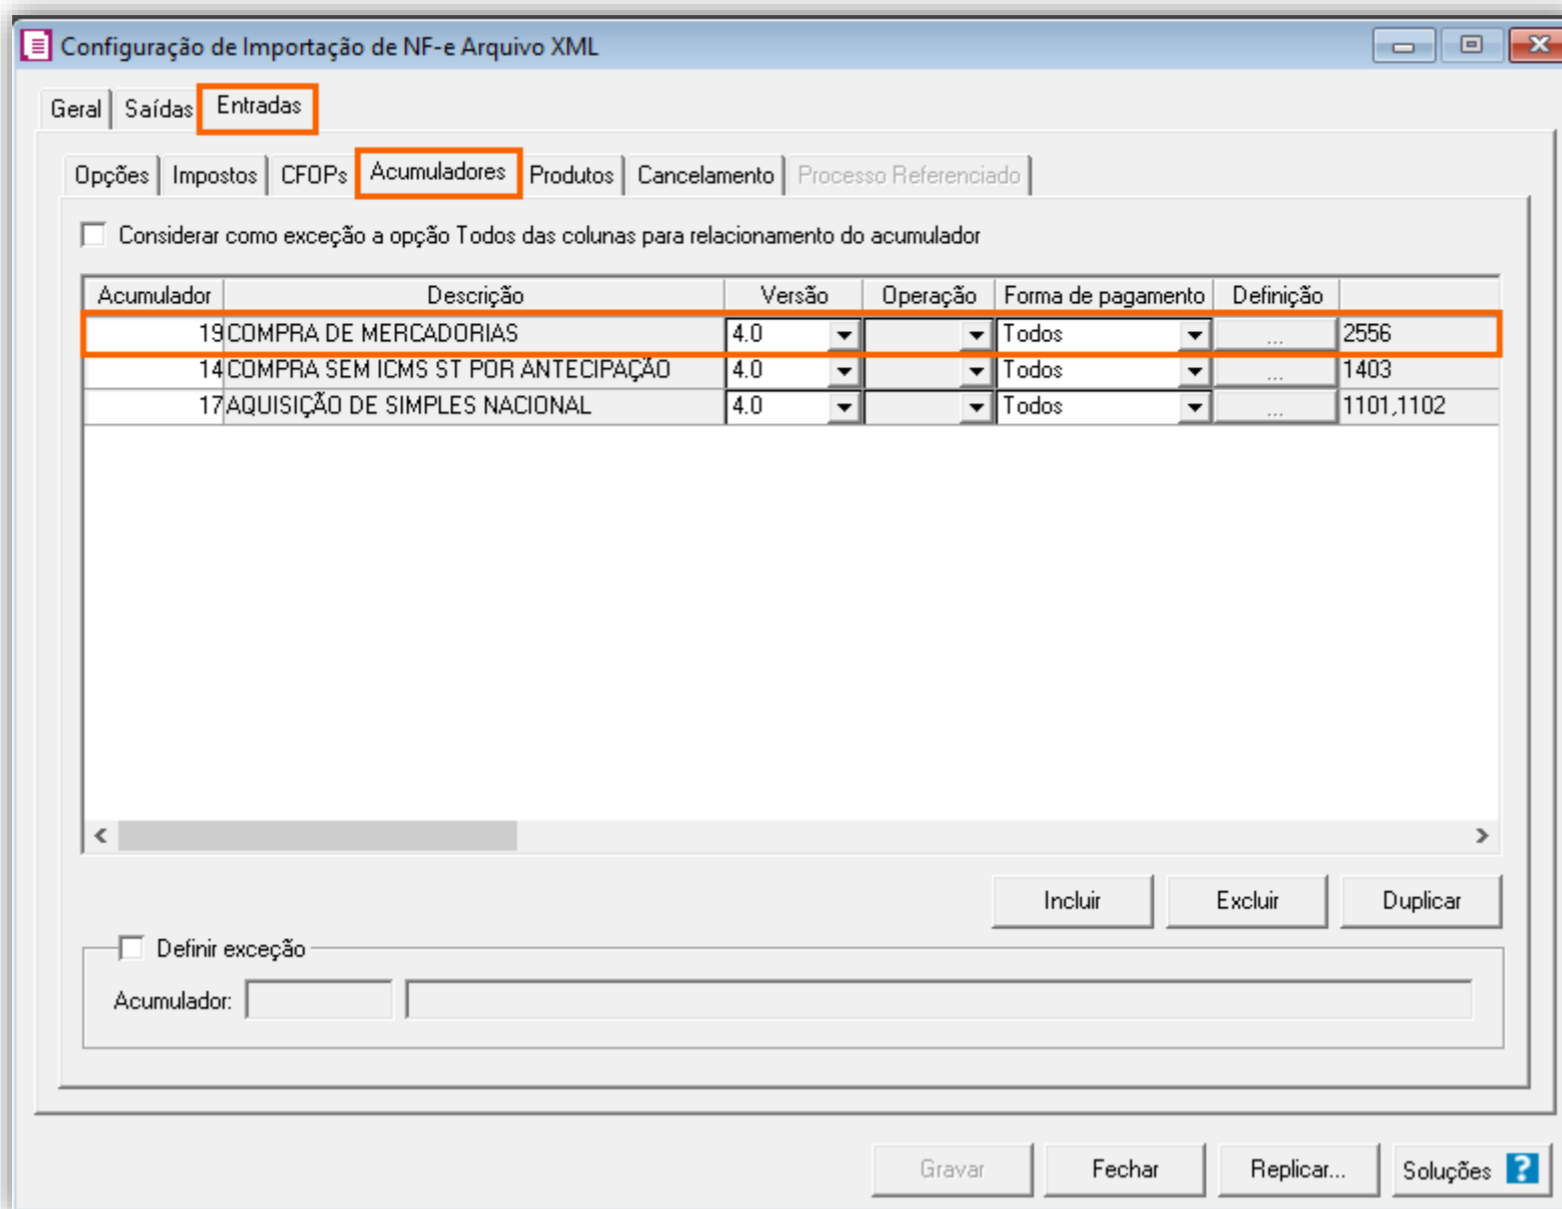 Configuração de Importação de NF-e Arquivo XML
Geral Saídas Entradas
Opções Impostos CFOPs Acumuladores Produtos Cancelamento Processo Referenciado
Considerar como exceção a opção Todos das colunas para relacionamento do acumulador
Acumulador Descrição Versão Operação Forma de pagamento Definição
19 COMPRA DE MERCADORIAS 4.0 Todos ... 2556
14 COMPRA SEM ICMS ST POR ANTECIPAÇÃO 4.0 Todos ... 1403
17 AQUISIÇÃO DE SIMPLES NACIONAL 4.0 Todos ... 1101,1102
Incluir Excluir Duplicar
Definir exceção
Acumulador:
Gravar Fechar Replicar... Soluções ?